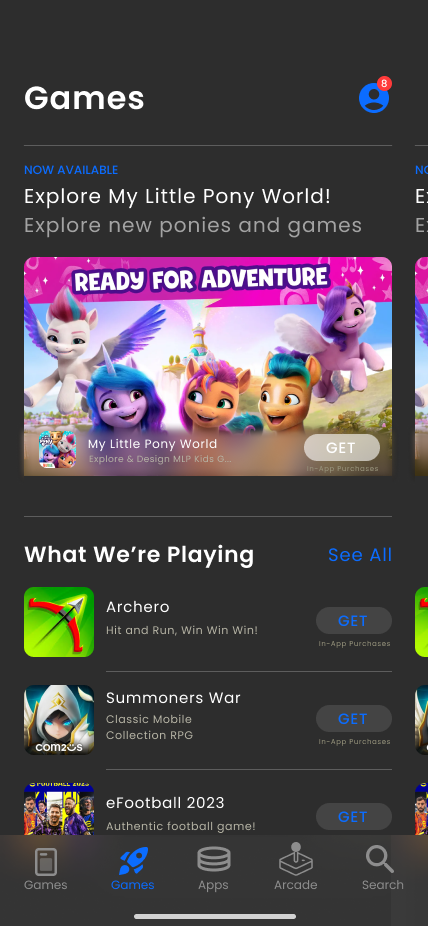 Games
8
NOW AVAILABLE
Explore My Little Pony World!
Explore new ponies and games
READY FOR ADVENTURE
My Little Pony World
Explore & Design MLP Kids G...
GET
In-App Purchases
What We're Playing
See All
Archero
Hit and Run, Win Win Win!
GET
In-App Purchases
Summoners War
Classic Mobile
Collection RPG
GET
In-App Purchases
COM2US
eFootball 2023
Authentic football game!
GET
Games
Games
Apps
Arcade
Search